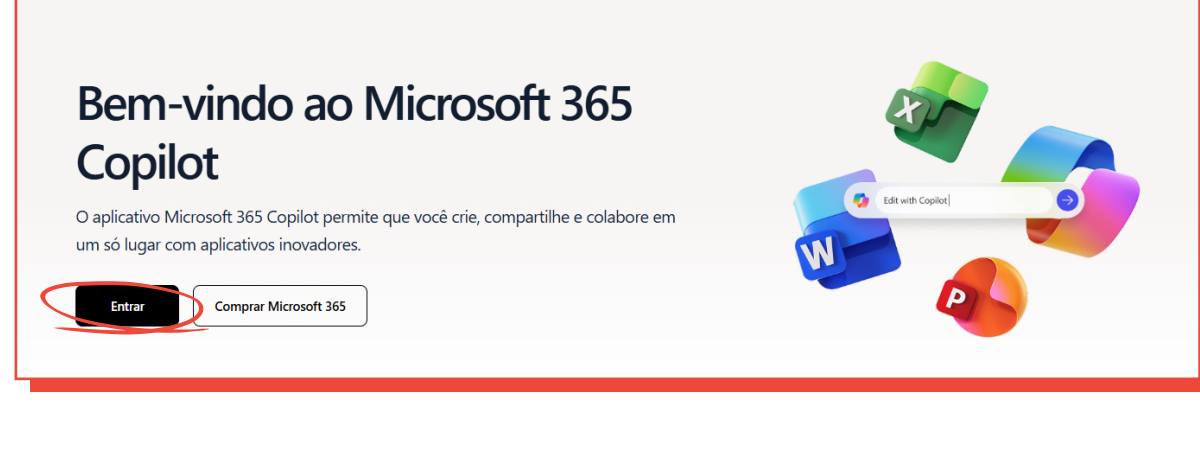 Bem-vindo ao Microsoft 365
Copilot
O aplicativo Microsoft 365 Copilot permite que você crie, compartilhe e colabore em
um só lugar com aplicativos inovadores.
Entrar
Comprar Microsoft 365
X
Edit with Copilot
W
P